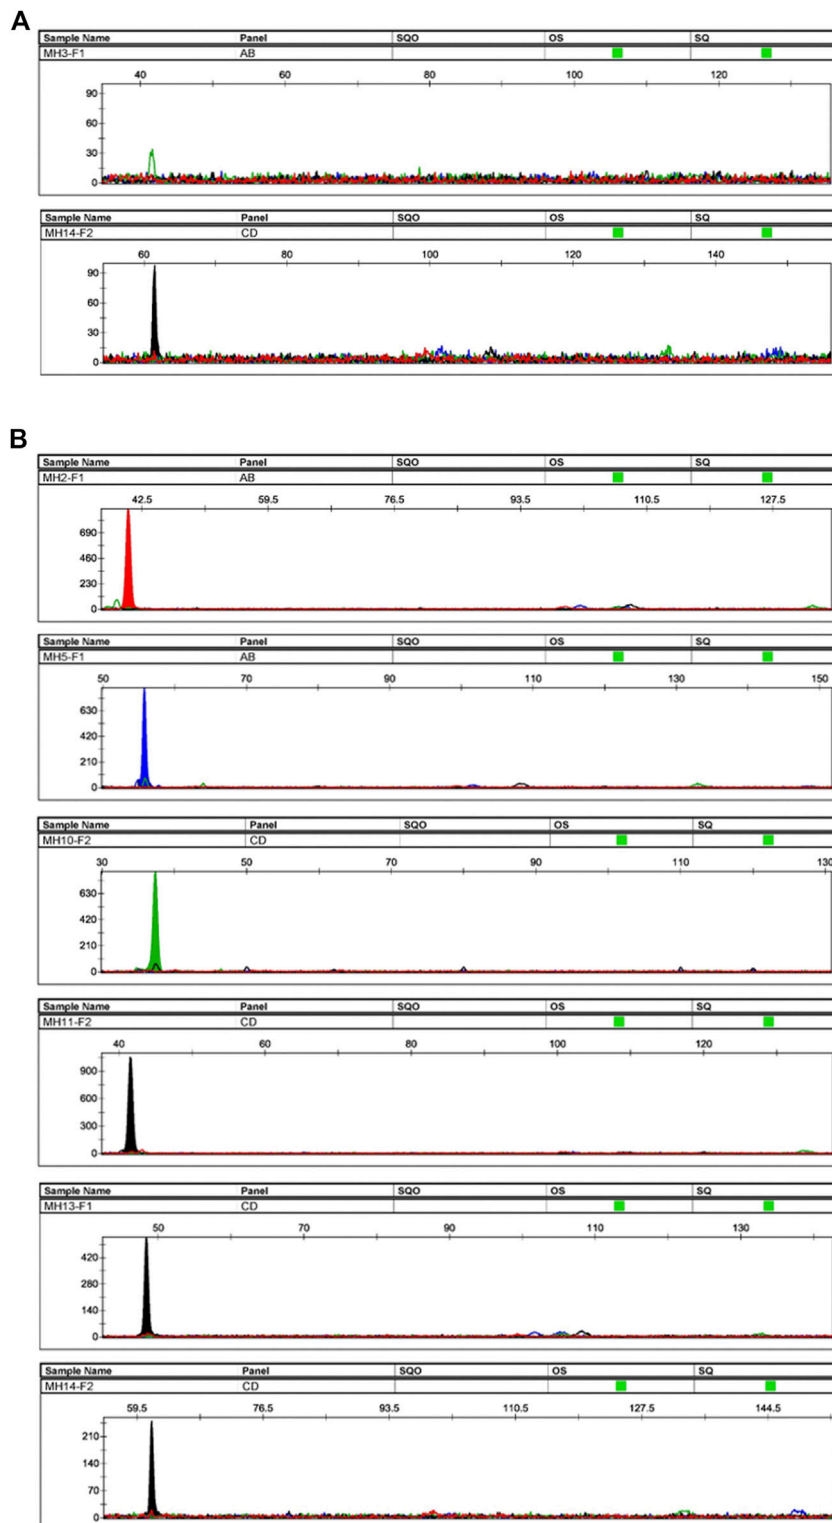 A
Sample Name Panel SQO OS SQ
MH3-F1 AB
40 60 80 100 120
90
60
30
0
Sample Name Panel SQO OS SQ
MH14-F2 CD
60 80 100 120 140
90
60
30
0
B
Sample Name Panel SQO OS SQ
MH2-F1 AB
42.5 59.5 76.5 93.5 110.5 127.5
690
460
230
0
Sample Name Panel SQO OS SQ
MH5-F1 AB
50 70 90 110 130 150
630
420
210
0
Sample Name Panel SQO OS SQ
MH10-F2 CD
30 50 70 90 110 130
630
420
210
0
Sample Name Panel SQO OS SQ
MH11-F2 CD
40 60 80 100 120
900
600
300
0
Sample Name Panel SQO OS SQ
MH13-F1 CD
50 70 90 110 130
420
280
140
0
Sample Name Panel SQO OS SQ
MH14-F2 CD
59.5 76.5 93.5 110.5 127.5 144.5
210
140
70
0